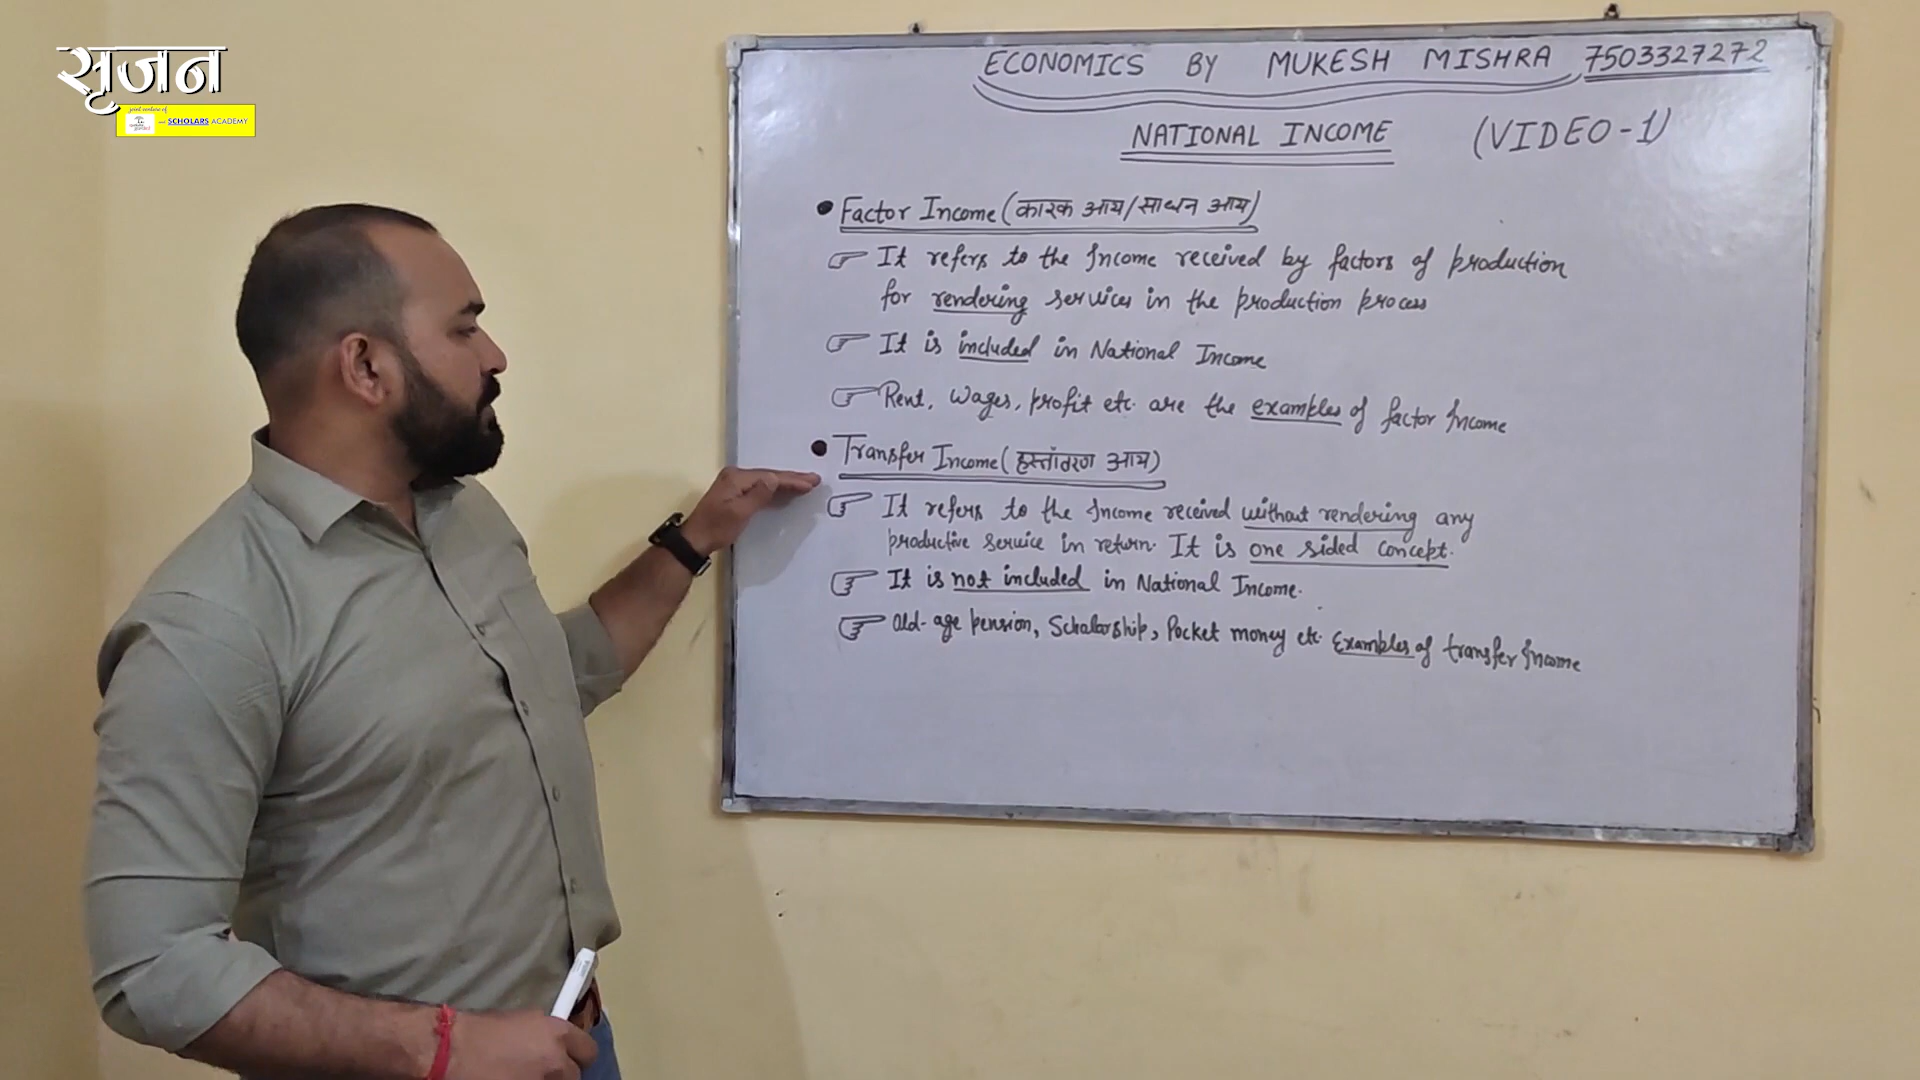 सृजन
joint venture of
SCHOLARS ACADEMY
ECONOMICS BY MUKESH MISHRA 7503327272
NATIONAL INCOME (VIDEO-1)
• Factor Income (कारक आय/साधन आय)
It refers to the Income received by factors of production
for rendering services in the production process
It is included in National Income
Rent, Wages, profit etc. are the examples of factor Income
• Transfer Income (हस्तांतरण आय)
It refers to the Income received without rendering any
productive service in return. It is one sided concept.
It is not included in National Income.
Old-age pension, Scholarship, Pocket money etc. Examples of transfer Income